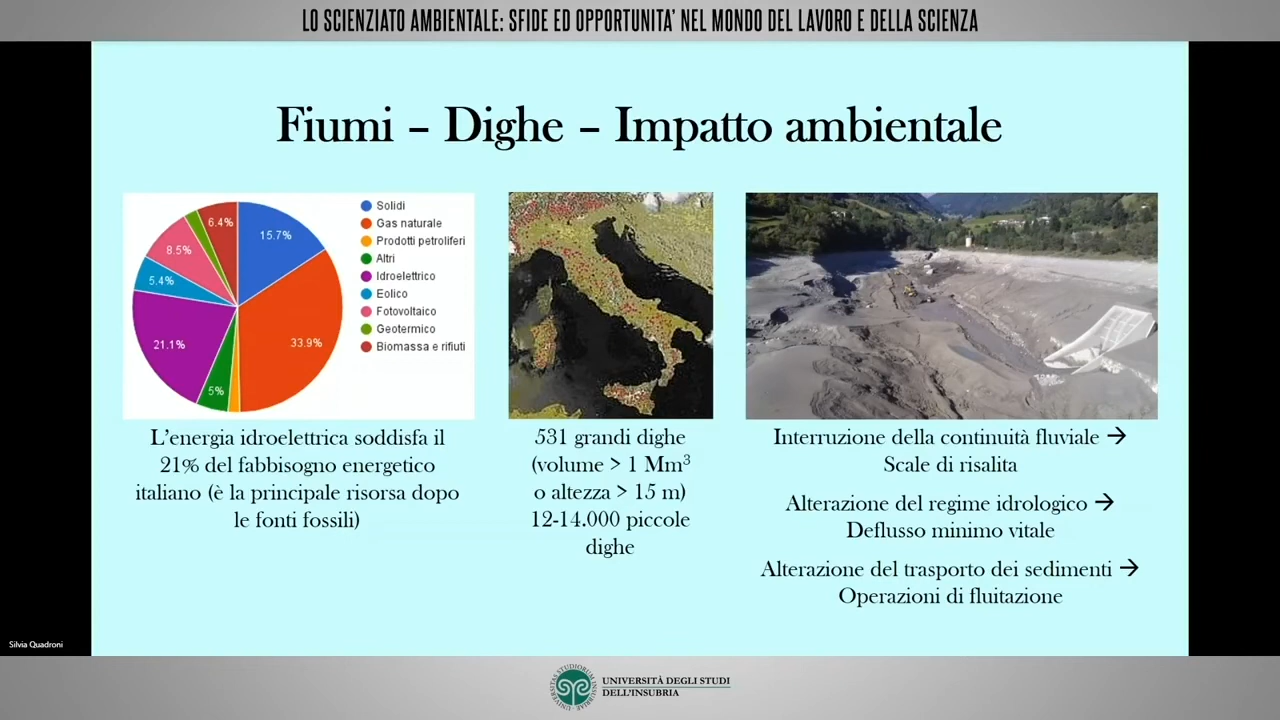 LO SCIENZIATO AMBIENTALE: SFIDE ED OPPORTUNITA' NEL MONDO DEL LAVORO E DELLA SCIENZA
Fiumi – Dighe – Impatto ambientale
6.4%
15.7%
8.5%
5.4%
21.1%
33.9%
5%
Solidi
Gas naturale
Prodotti petroliferi
Altri
Idroelettrico
Eolico
Fotovoltaico
Geotermico
Biomassa e rifiuti
L'energia idroelettrica soddisfa il
21% del fabbisogno energetico
italiano (è la principale risorsa dopo
le fonti fossili)
531 grandi dighe
(volume > 1 Mm³
o altezza > 15 m)
12-14.000 piccole
dighe
Interruzione della continuità fluviale →
Scale di risalita
Alterazione del regime idrologico →
Deflusso minimo vitale
Alterazione del trasporto dei sedimenti →
Operazioni di fluitazione
Silvia Quadroni
UNIVERSITÀ DEGLI STUDI
DELL'INSUBRIA